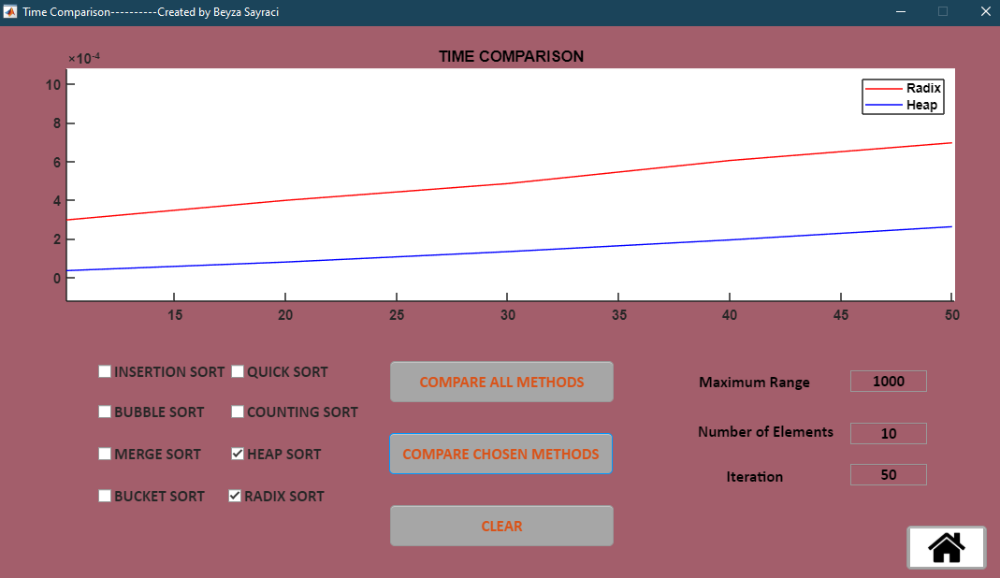 Time Comparison----------Created by Beyza Sayraci
TIME COMPARISON
×10⁻⁴
10
8
6
4
2
0
Radix
Heap
15 20 25 30 35 40 45 50
INSERTION SORT QUICK SORT
BUBBLE SORT COUNTING SORT
MERGE SORT HEAP SORT
BUCKET SORT RADIX SORT
COMPARE ALL METHODS
COMPARE CHOSEN METHODS
CLEAR
Maximum Range 1000
Number of Elements 10
Iteration 50